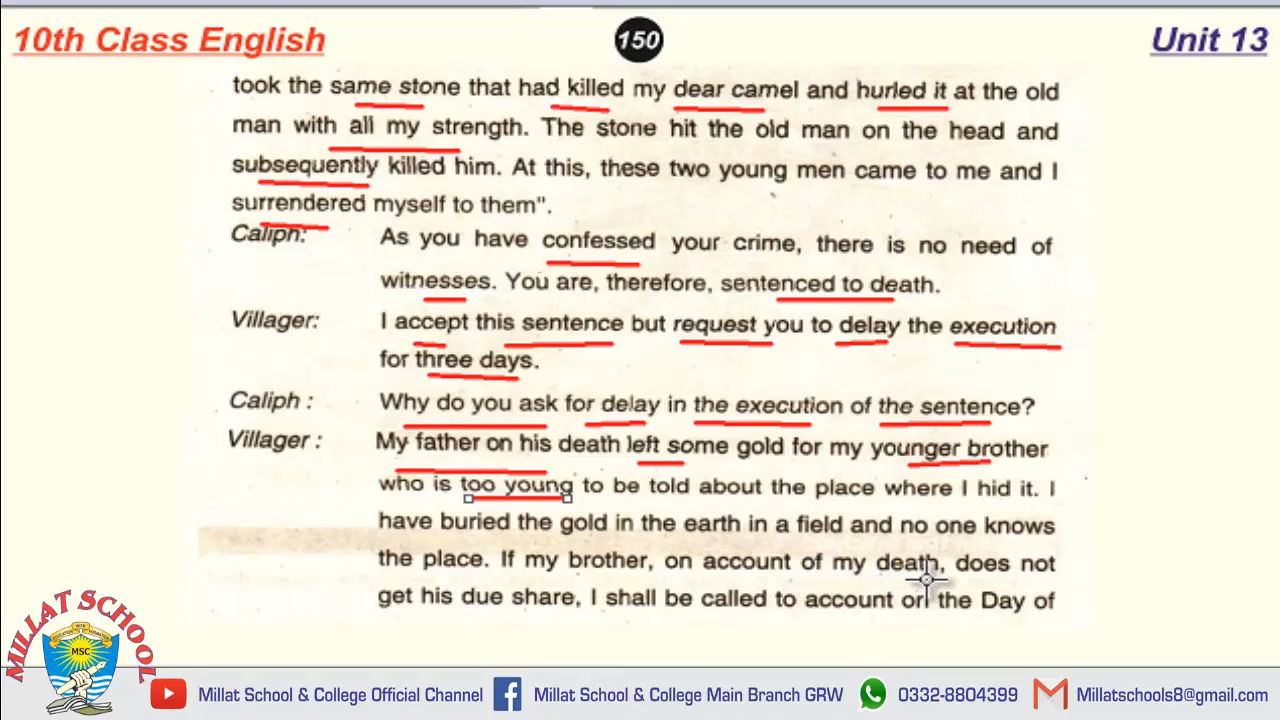 10th Class English
150
Unit 13
took the same stone that had killed my dear camel and hurled it at the old
man with all my strength. The stone hit the old man on the head and
subsequently killed him. At this, these two young men came to me and I
surrendered myself to them".
Caliph: As you have confessed your crime, there is no need of
witnesses. You are, therefore, sentenced to death.
Villager: I accept this sentence but request you to delay the execution
for three days.
Caliph : Why do you ask for delay in the execution of the sentence?
Villager : My father on his death left some gold for my younger brother
who is too young to be told about the place where I hid it. I
have buried the gold in the earth in a field and no one knows
the place. If my brother, on account of my death, does not
get his due share, I shall be called to account on the Day of
MILLAT SCHOOL
MSC
Millat School & College Official Channel
Millat School & College Main Branch GRW
0332-8804399
Millatschools8@gmail.com